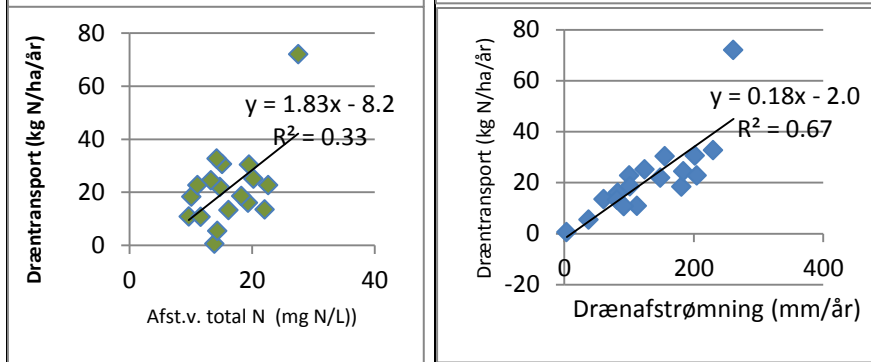 Dræntransport (kg N/ha/år)
80
60
40
20
0
y = 1.83x - 8.2
R² = 0.33
0
20
40
Afst.v. total N (mg N/L))
Dræntransport (kg N/ha/år)
80
60
40
20
0
-20
y = 0.18x - 2.0
R² = 0.67
0
200
400
Drænafstrømning (mm/år)